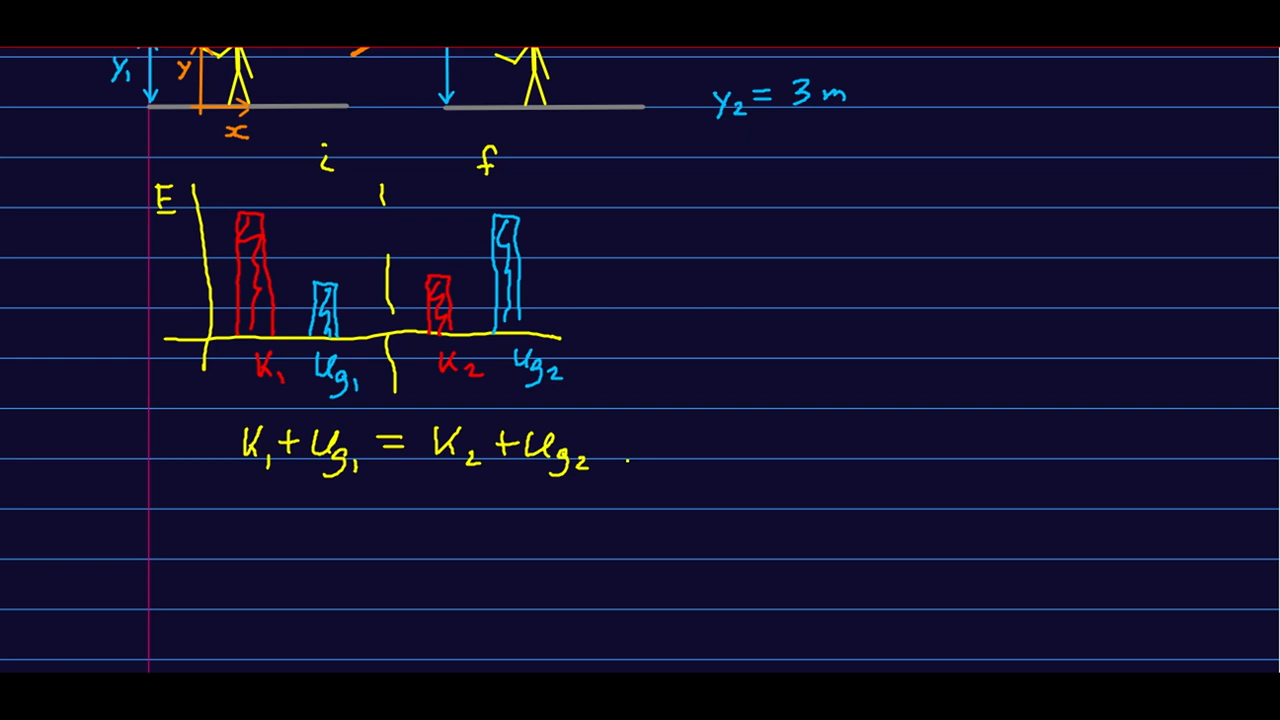 y₁ y
y₂ = 3 m
x
i f
E
K₁ Ug₁ K₂ Ug₂
K₁ + Ug₁ = K₂ + Ug₂